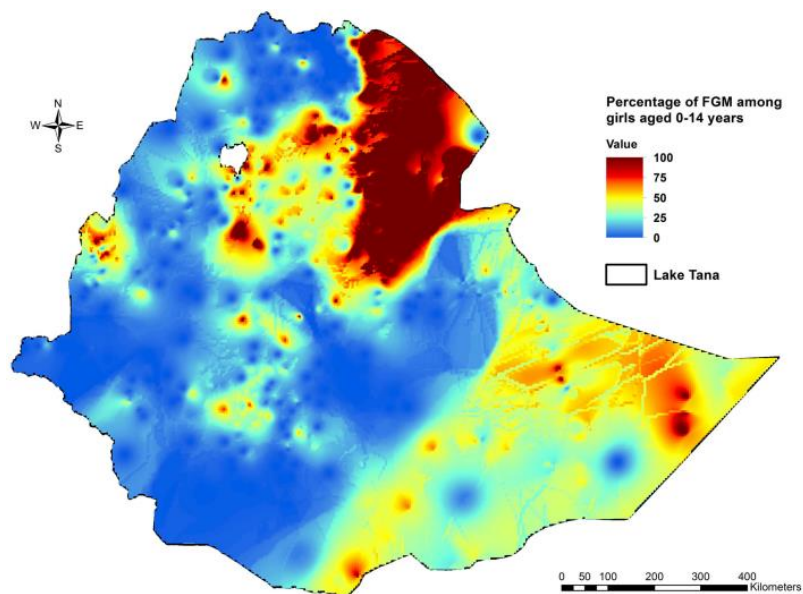 N
W E
S
Percentage of FGM among
girls aged 0-14 years
Value
100
75
50
25
0
Lake Tana
0 50 100 200 300 400
Kilometers